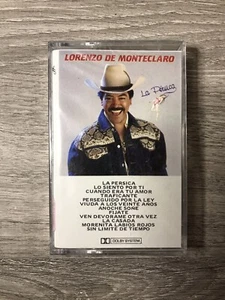 LORENZO DE MONTECLARO
La Pérsica
LA PERSICA
LO SIENTO POR TI
CUANDO ERA TU AMOR
TRAFICANTE
PERSEGUIDO POR LA LEY
VIUDA A LOS VEINTE AÑOS
ANOCHE SOÑE
FIJATE
VEN DEVORAME OTRA VEZ
LA CASADA
MORENITA LABIOS ROJOS
SIN LIMITE DE TIEMPO
DOLBY SYSTEM